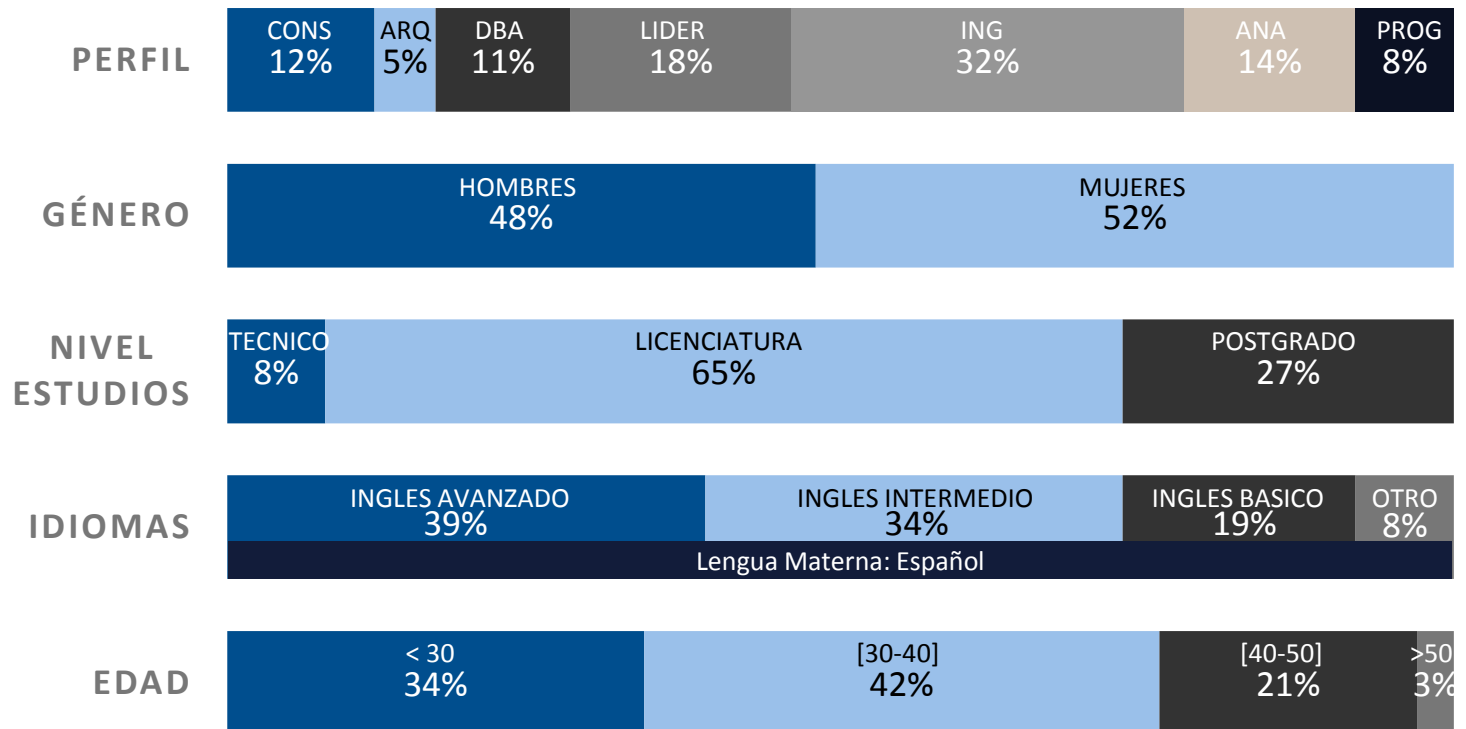 PERFIL
CONS ARQ DBA LIDER ING ANA PROG
12% 5% 11% 18% 32% 14% 8%
GÉNERO
HOMBRES MUJERES
48% 52%
NIVEL
ESTUDIOS
TECNICO LICENCIATURA POSTGRADO
8% 65% 27%
IDIOMAS
INGLES AVANZADO INGLES INTERMEDIO INGLES BASICO OTRO
39% 34% 19% 8%
Lengua Materna: Español
EDAD
< 30 [30-40] [40-50] >50
34% 42% 21% 3%